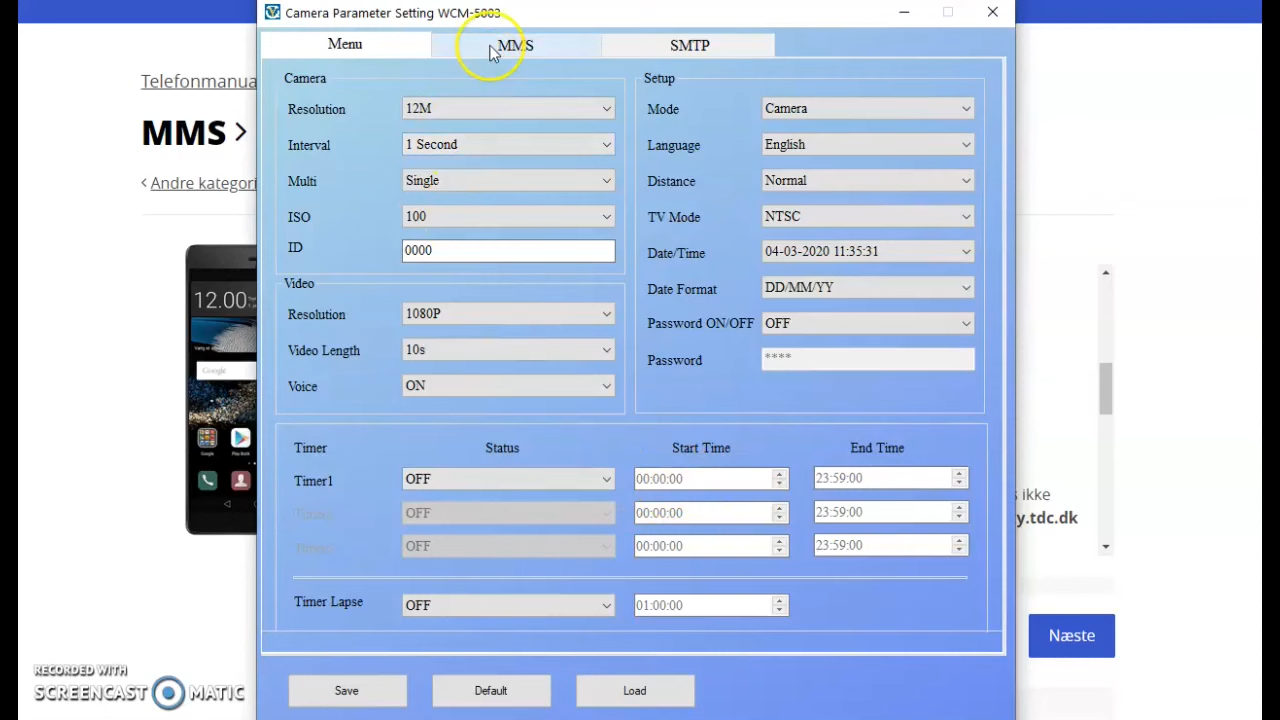 Camera Parameter Setting WCM-5003
Menu
MMS
SMTP
Telefonmanua
MMS >
< Andre kategori
Camera
Resolution 12M
Interval 1 Second
Multi Single
ISO 100
ID 0000
Setup
Mode Camera
Language English
Distance Normal
TV Mode NTSC
Date/Time 04-03-2020 11:35:31
Date Format DD/MM/YY
Password ON/OFF OFF
Password ****
Video
Resolution 1080P
Video Length 10s
Voice ON
Timer Status Start Time End Time
Timer1 OFF 00:00:00 23:59:00
OFF 00:00:00 23:59:00
OFF 00:00:00 23:59:00
Timer Lapse OFF 01:00:00
Save Default Load
12.00
Google
s ikke
y.tdc.dk
Næste
RECORDED WITH
SCREENCAST MATIC